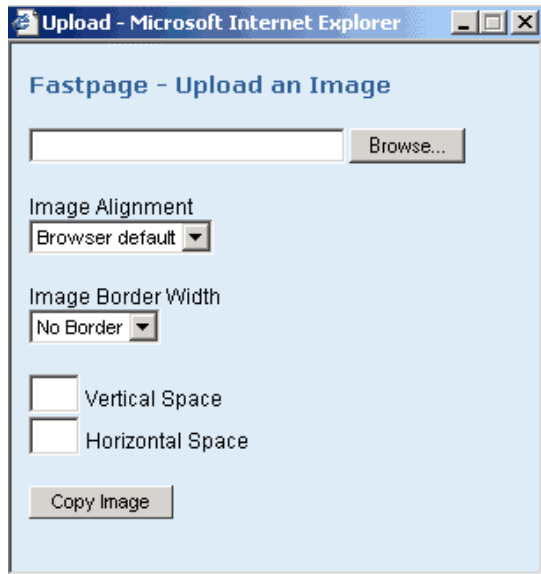 Upload - Microsoft Internet Explorer
Fastpage - Upload an Image
Browse...
Image Alignment
Browser default
Image Border Width
No Border
Vertical Space
Horizontal Space
Copy Image